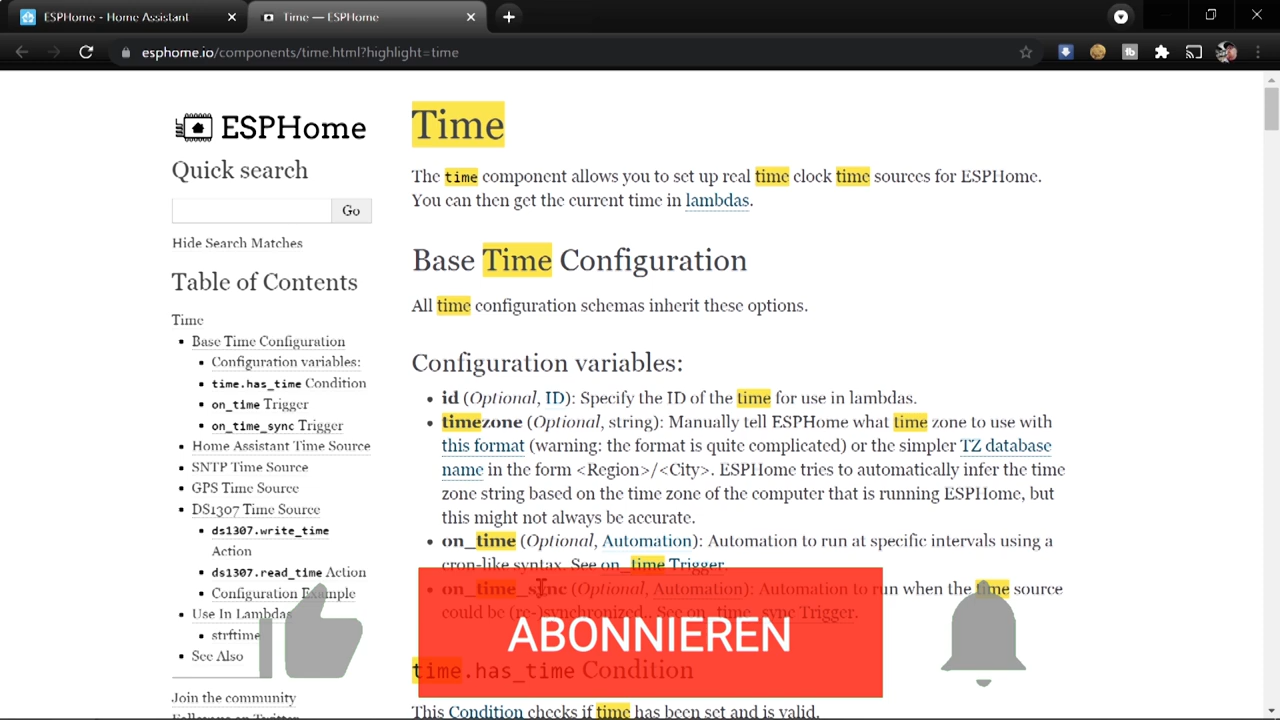 ESPHome - Home Assistant
Time — ESPHome
esphome.io/components/time.html?highlight=time
ESPHome
Quick search
Go
Hide Search Matches
Table of Contents
Time
Base Time Configuration
Configuration variables:
time.has_time Condition
on_time Trigger
on_time_sync Trigger
Home Assistant Time Source
SNTP Time Source
GPS Time Source
DS1307 Time Source
ds1307.write_time
Action
ds1307.read_time Action
Configuration Example
Use In Lambdas
strftime
See Also
Join the community
Time
The time component allows you to set up real time clock time sources for ESPHome.
You can then get the current time in lambdas.
Base Time Configuration
All time configuration schemas inherit these options.
Configuration variables:
id (Optional, ID): Specify the ID of the time for use in lambdas.
timezone (Optional, string): Manually tell ESPHome what time zone to use with
this format (warning: the format is quite complicated) or the simpler TZ database
name in the form <Region>/<City>. ESPHome tries to automatically infer the time
zone string based on the time zone of the computer that is running ESPHome, but
this might not always be accurate.
on_time (Optional, Automation): Automation to run at specific intervals using a
cron-like syntax. See on_time Trigger.
on_time_sync (Optional, Automation): Automation to run when the time source
could be (re-)synchronized.. See on_time_sync Trigger.
ABONNIEREN
time.has_time Condition
This Condition checks if time has been set and is valid.